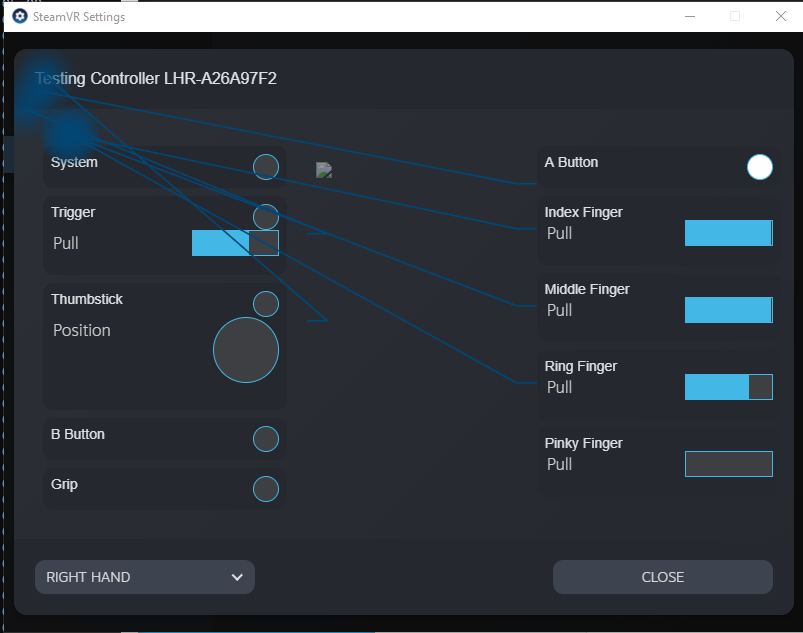 SteamVR Settings
Testing Controller LHR-A26A97F2
System
Trigger
Pull
Thumbstick
Position
B Button
Grip
A Button
Index Finger
Pull
Middle Finger
Pull
Ring Finger
Pull
Pinky Finger
Pull
RIGHT HAND
CLOSE